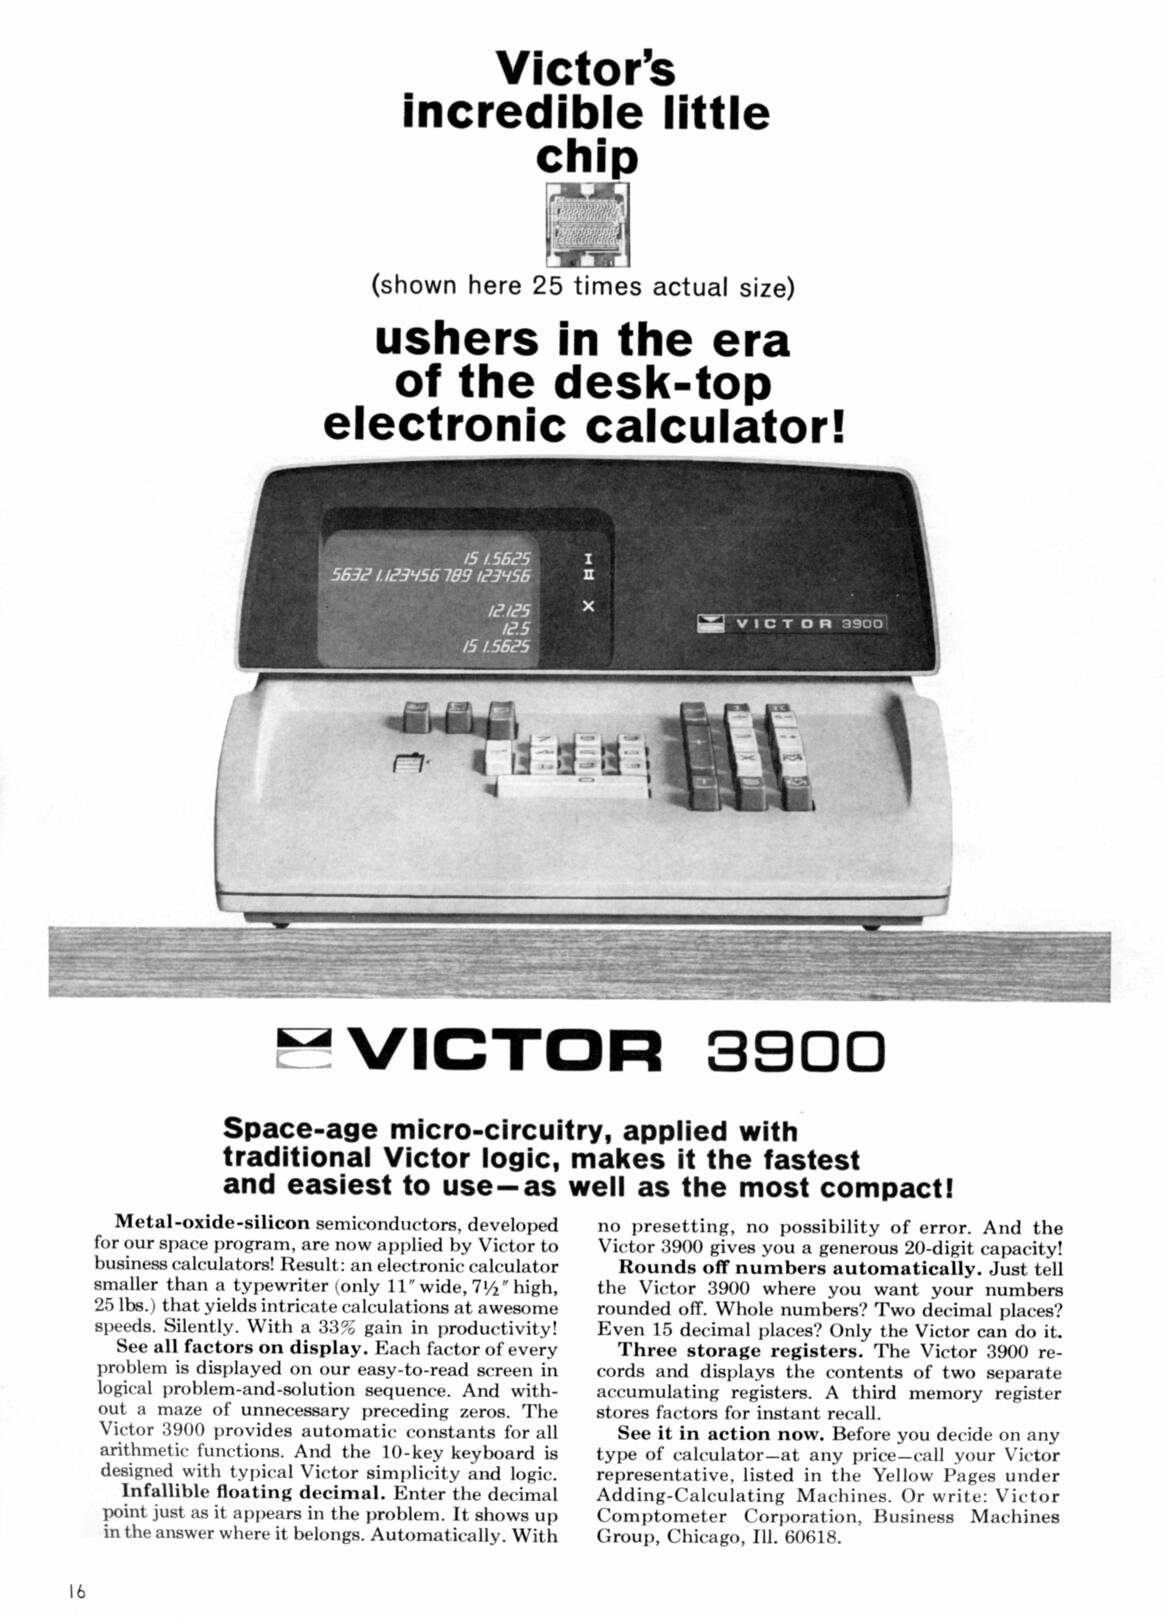 Victor's
incredible little
chip
(shown here 25 times actual size)
ushers in the era
of the desk-top
electronic calculator!
151.5625 I
56321.123456789123456 II
12.125 X
12.5
151.5625
VICTOR 3900
VICTOR 3900
Space-age micro-circuitry, applied with
traditional Victor logic, makes it the fastest
and easiest to use—as well as the most compact!
Metal-oxide-silicon semiconductors, developed
for our space program, are now applied by Victor to
business calculators! Result: an electronic calculator
smaller than a typewriter (only 11" wide, 7½" high,
25 lbs.) that yields intricate calculations at awesome
speeds. Silently. With a 33% gain in productivity!
See all factors on display. Each factor of every
problem is displayed on our easy-to-read screen in
logical problem-and-solution sequence. And with-
out a maze of unnecessary preceding zeros. The
Victor 3900 provides automatic constants for all
arithmetic functions. And the 10-key keyboard is
designed with typical Victor simplicity and logic.
Infallible floating decimal. Enter the decimal
point just as it appears in the problem. It shows up
in the answer where it belongs. Automatically. With
no presetting, no possibility of error. And the
Victor 3900 gives you a generous 20-digit capacity!
Rounds off numbers automatically. Just tell
the Victor 3900 where you want your numbers
rounded off. Whole numbers? Two decimal places?
Even 15 decimal places? Only the Victor can do it.
Three storage registers. The Victor 3900 re-
cords and displays the contents of two separate
accumulating registers. A third memory register
stores factors for instant recall.
See it in action now. Before you decide on any
type of calculator—at any price—call your Victor
representative, listed in the Yellow Pages under
Adding-Calculating Machines. Or write: Victor
Comptometer Corporation, Business Machines
Group, Chicago, Ill. 60618.
16